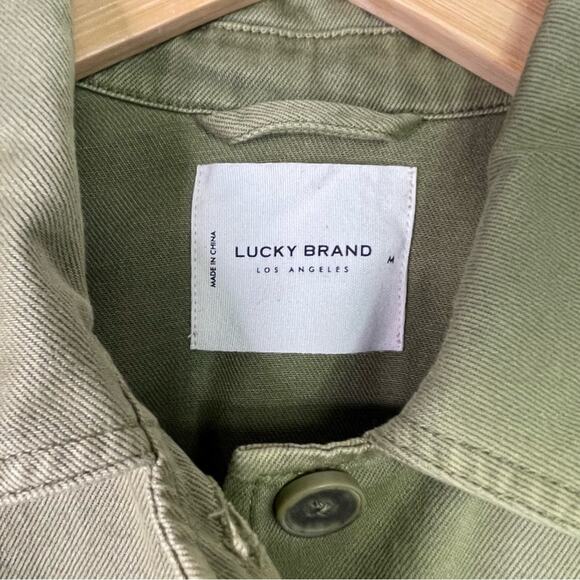 LUCKY BRAND
LOS ANGELES
MADE IN CHINA
M